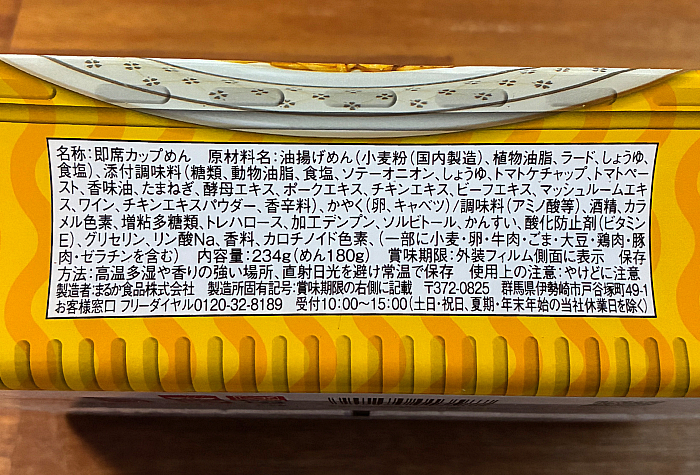 名称:即席カップめん 原材料名:油揚げめん(小麦粉(国内製造)、植物油脂、ラード、しょうゆ、
食塩)、添付調味料(糖類、動物油脂、食塩、ソテーオニオン、しょうゆ、トマトケチャップ、トマトペー
スト、香味油、たまねぎ、酵母エキス、ポークエキス、チキンエキス、ビーフエキス、マッシュルームエキ
ス、ワイン、チキンエキスパウダー、香辛料)、かやく(卵、キャベツ)/調味料(アミノ酸等)、酒精、カラ
メル色素、増粘多糖類、トレハロース、加工デンプン、ソルビトール、かんすい、酸化防止剤(ビタミン
E)、グリセリン、リン酸Na、香料、カロチノイド色素、(一部に小麦・卵・牛肉・ごま・大豆・鶏肉・豚
肉・ゼラチンを含む) 内容量:234g(めん180g) 賞味期限:外装フィルム側面に表示 保存
方法:高温多湿や香りの強い場所、直射日光を避け常温で保存 使用上の注意:やけどに注意
製造者:まるか食品株式会社 製造所固有記号:賞味期限の右側に記載 〒372-0825 群馬県伊勢崎市戸谷塚町49-1
お客様窓口 フリーダイヤル0120-32-8189 受付10:00〜15:00(土日・祝日、夏期・年末年始の当社休業日を除く)